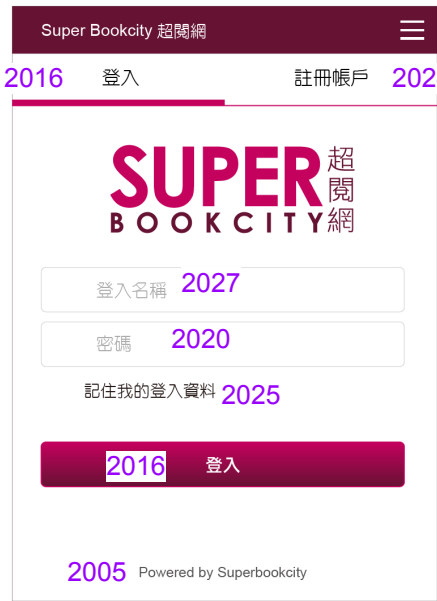 Super Bookcity 超閱網
2016 登入 註冊帳戶 202
SUPER 超閱網
BOOKCITY
登入名稱 2027
密碼 2020
記住我的登入資料 2025
2016 登入
2005 Powered by Superbookcity